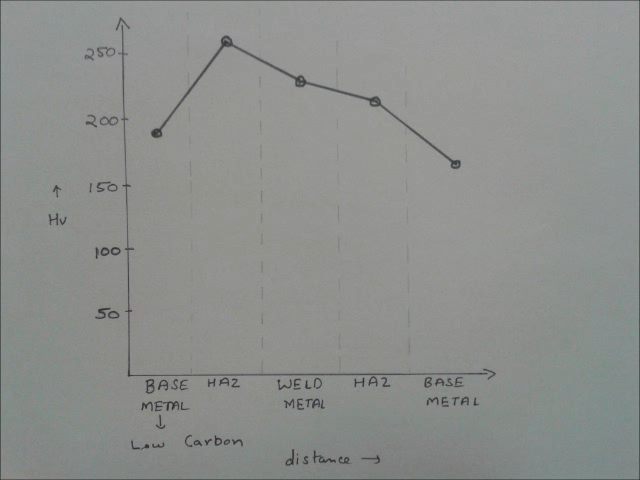 250
200
150
↑
Hv
100
50
BASE METAL
HAZ
WELD METAL
HAZ
BASE METAL
↓
Low Carbon
distance →